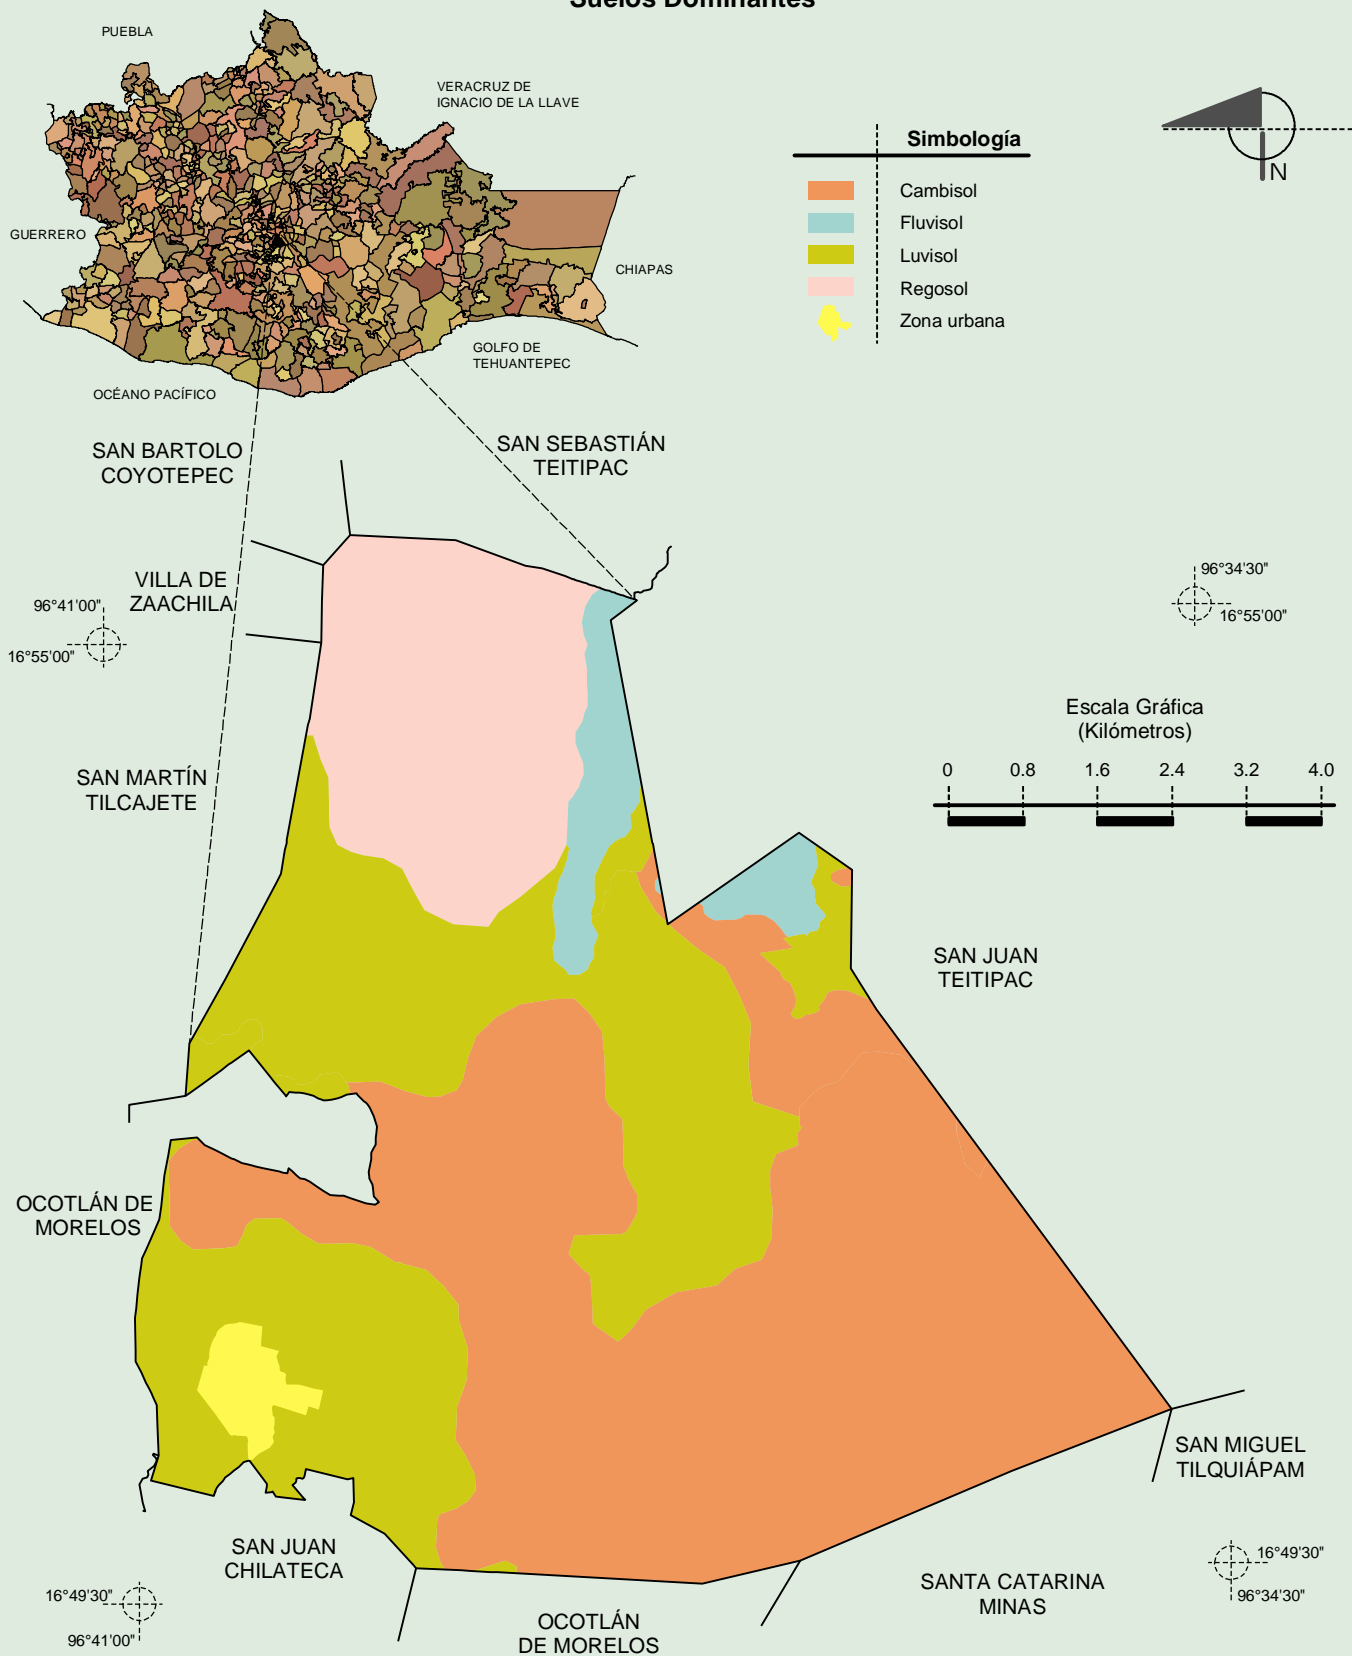 Suelos Dominantes
PUEBLA
VERACRUZ DE
IGNACIO DE LA LLAVE
GUERRERO
CHIAPAS
GOLFO DE
TEHUANTEPEC
OCÉANO PACÍFICO
Simbología
Cambisol
Fluvisol
Luvisol
Regosol
Zona urbana
N
SAN BARTOLO
COYOTEPEC
SAN SEBASTIÁN
TEITIPAC
VILLA DE
ZAACHILA
96°41'00"
16°55'00"
96°34'30"
16°55'00"
Escala Gráfica
(Kilómetros)
0 0.8 1.6 2.4 3.2 4.0
SAN MARTÍN
TILCAJETE
SAN JUAN
TEITIPAC
OCOTLÁN DE
MORELOS
SAN MIGUEL
TILQUIÁPAM
SAN JUAN
CHILATECA
SANTA CATARINA
MINAS
OCOTLÁN
DE MORELOS
16°49'30"
96°41'00"
16°49'30"
96°34'30"